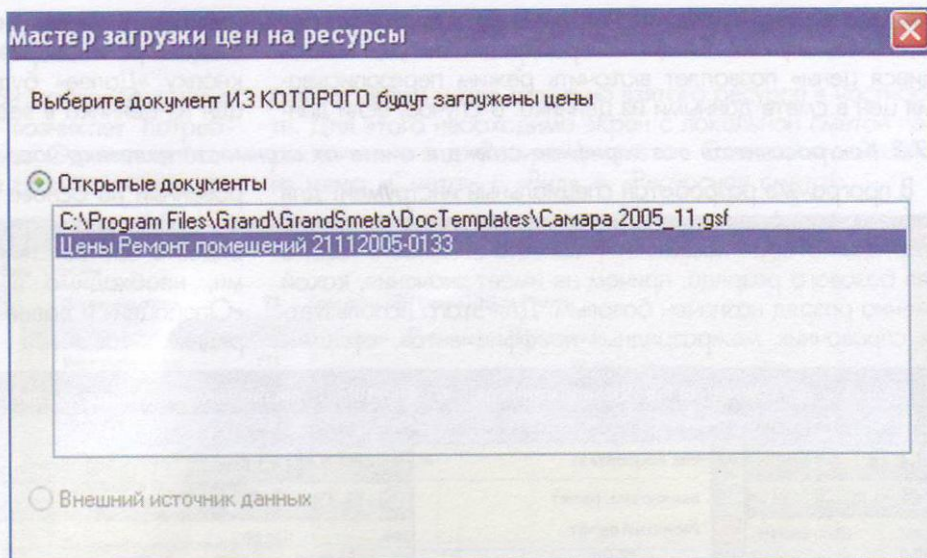 Мастер загрузки цен на ресурсы
Выберите документ ИЗ КОТОРОГО будут загружены цены
Открытые документы
C:\Program Files\Grand\GrandSmeta\DocTemplates\Самара 2005_11.gsf
Цены Ремонт помещений 21112005-0133
Внешний источник данных